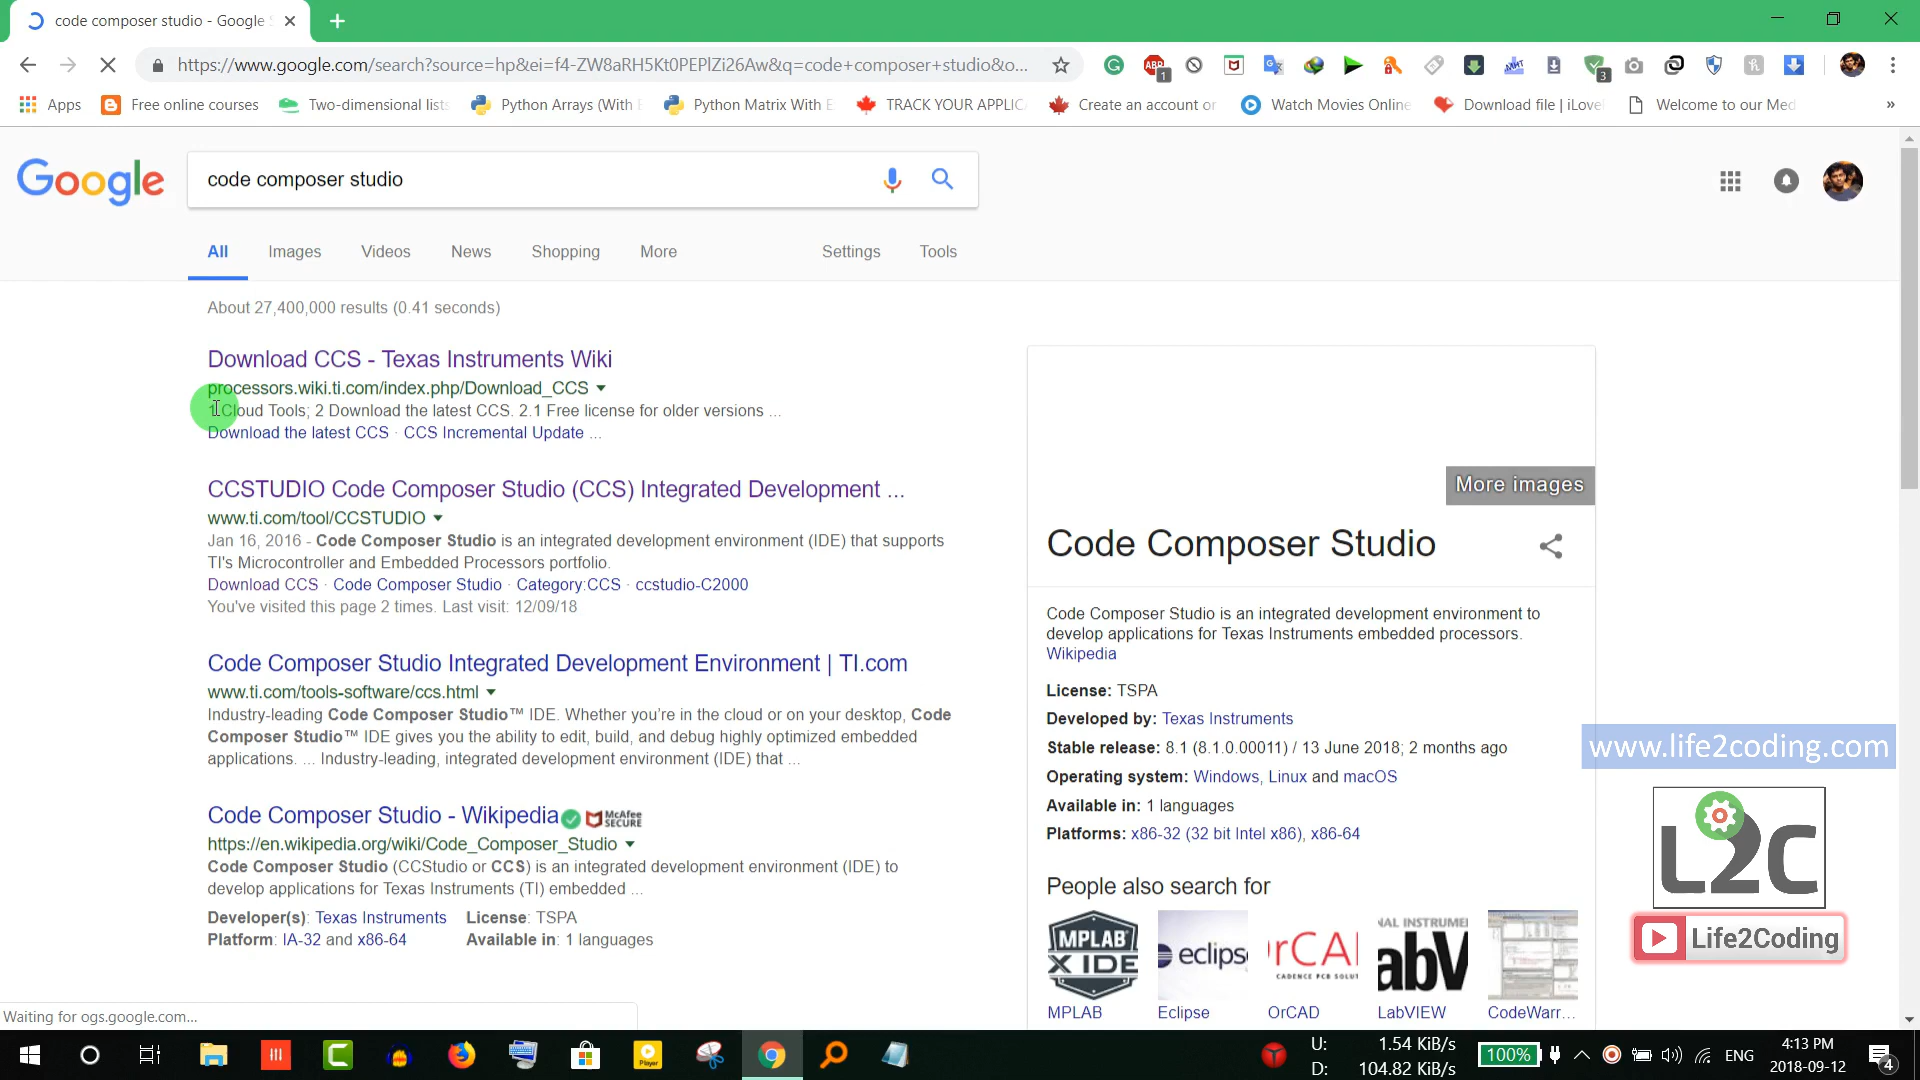 code composer studio - Google
https://www.google.com/search?source=hp&ei=f4-ZW8aRH5Kt0PEPlZi26Aw&q=code+composer+studio&o...
ABP
1
3
Apps
Free online courses
Two-dimensional lists
Python Arrays (With
Python Matrix With E
TRACK YOUR APPLIC
Create an account or
Watch Movies Online
Download file | iLove
Welcome to our Med
»
Google
code composer studio
All
Images
Videos
News
Shopping
More
Settings
Tools
About 27,400,000 results (0.41 seconds)
Download CCS - Texas Instruments Wiki
processors.wiki.ti.com/index.php/Download_CCS
1 Cloud Tools; 2 Download the latest CCS. 2.1 Free license for older versions ...
Download the latest CCS · CCS Incremental Update ...
CCSTUDIO Code Composer Studio (CCS) Integrated Development ...
www.ti.com/tool/CCSTUDIO
Jan 16, 2016 - Code Composer Studio is an integrated development environment (IDE) that supports
TI's Microcontroller and Embedded Processors portfolio.
Download CCS · Code Composer Studio · Category:CCS · ccstudio-C2000
You've visited this page 2 times. Last visit: 12/09/18
Code Composer Studio Integrated Development Environment | TI.com
www.ti.com/tools-software/ccs.html
Industry-leading Code Composer Studio™ IDE. Whether you're in the cloud or on your desktop, Code
Composer Studio™ IDE gives you the ability to edit, build, and debug highly optimized embedded
applications. ... Industry-leading, integrated development environment (IDE) that ...
Code Composer Studio - Wikipedia
McAfee
SECURE
https://en.wikipedia.org/wiki/Code_Composer_Studio
Code Composer Studio (CCStudio or CCS) is an integrated development environment (IDE) to
develop applications for Texas Instruments (TI) embedded ...
Developer(s): Texas Instruments License: TSPA
Platform: IA-32 and x86-64 Available in: 1 languages
More images
Code Composer Studio
Code Composer Studio is an integrated development environment to
develop applications for Texas Instruments embedded processors.
Wikipedia
License: TSPA
Developed by: Texas Instruments
Stable release: 8.1 (8.1.0.00011) / 13 June 2018; 2 months ago
Operating system: Windows, Linux and macOS
Available in: 1 languages
Platforms: x86-32 (32 bit Intel x86), x86-64
People also search for
MPLAB
X IDE
eclips
rCA
CADENCE PCB SOLUT
NAL INSTRUME
abV
MPLAB
Eclipse
OrCAD
LabVIEW
CodeWarr...
www.life2coding.com
L2C
Life2Coding
Waiting for ogs.google.com...
Player
U: 1.54 KiB/s
D: 104.82 KiB/s
100%
ENG
4:13 PM
2018-09-12
4